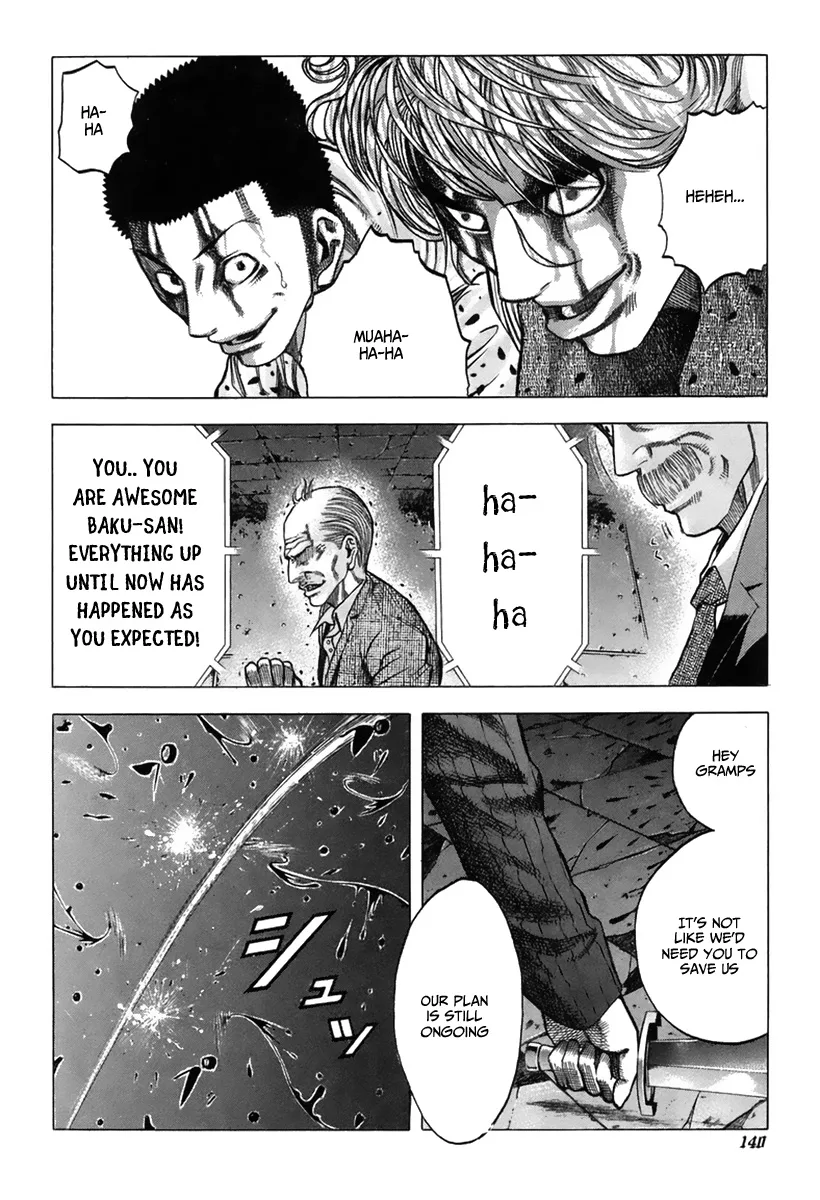 HEHEH...
HA-
HA
MUAHA-
HA-HA
ha-
ha-
ha
YOU.. YOU
ARE AWESOME
BAKU-SAN!
EVERYTHING UP
UNTIL NOW HAS
HAPPENED AS
YOU EXPECTED!
HEY
GRAMPS
IT'S NOT
LIKE WE'D
NEED YOU TO
SAVE US
OUR PLAN
IS STILL
ONGOING
シュッ